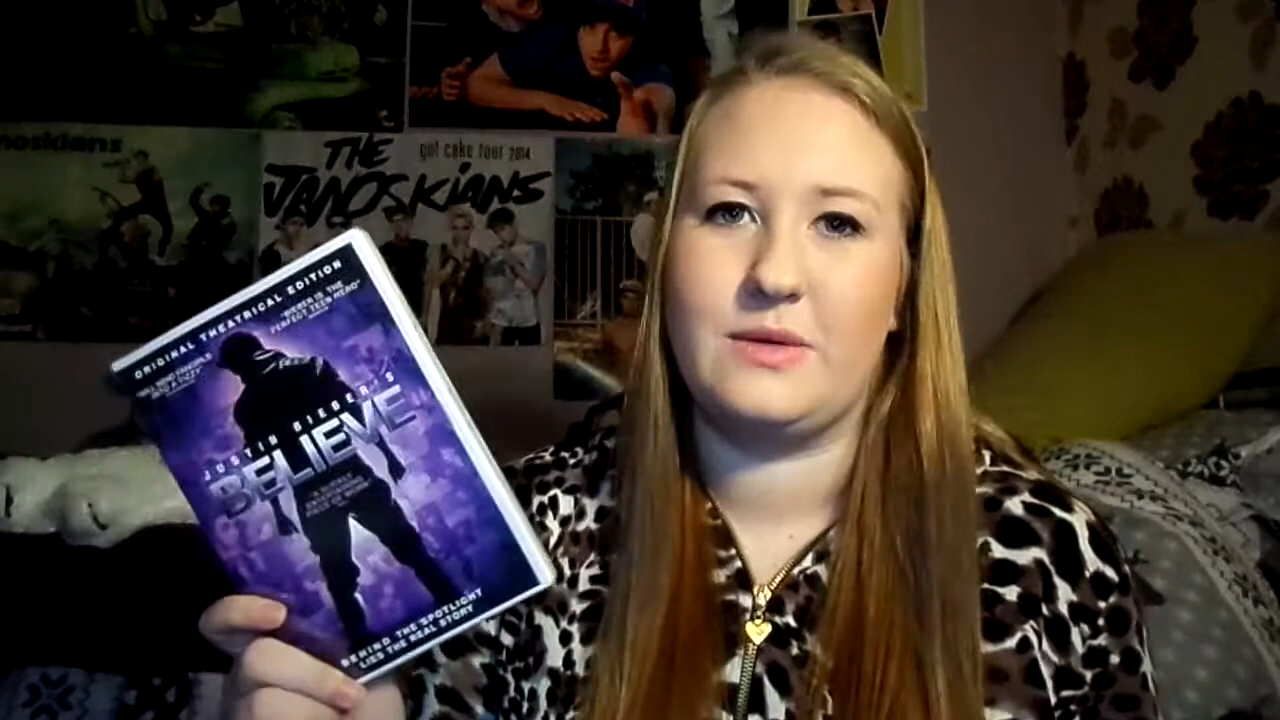 noskians
THE
JANOSKIANS
got cake tour 2014
ORIGINAL THEATRICAL EDITION
"BIEBER IS THE
PERFECT TEEN HERO"
JUSTIN BIEBER'S
BELIEVE
BEHIND THE SPOTLIGHT
LIES THE REAL STORY